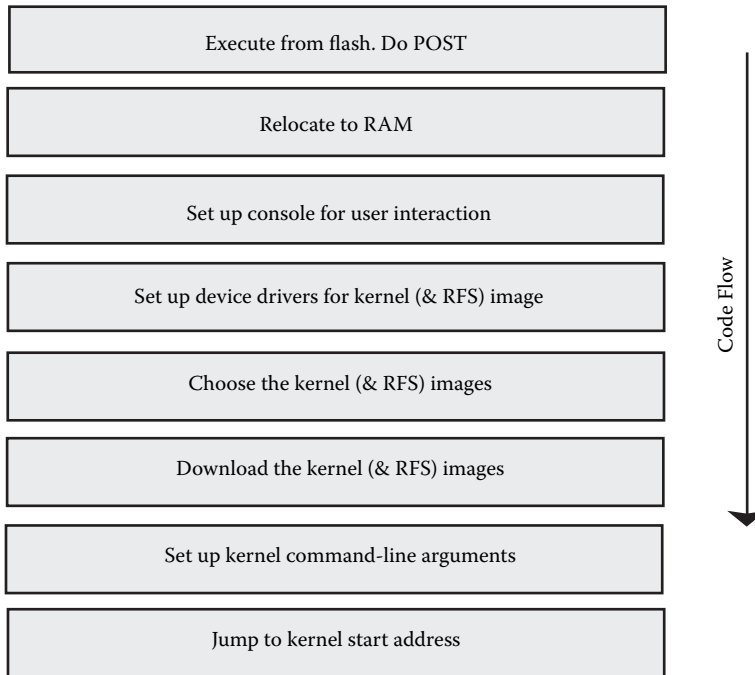 Execute from flash. Do POST
Relocate to RAM
Set up console for user interaction
Set up device drivers for kernel (& RFS) image
Choose the kernel (& RFS) images
Download the kernel (& RFS) images
Set up kernel command-line arguments
Jump to kernel start address
Code Flow